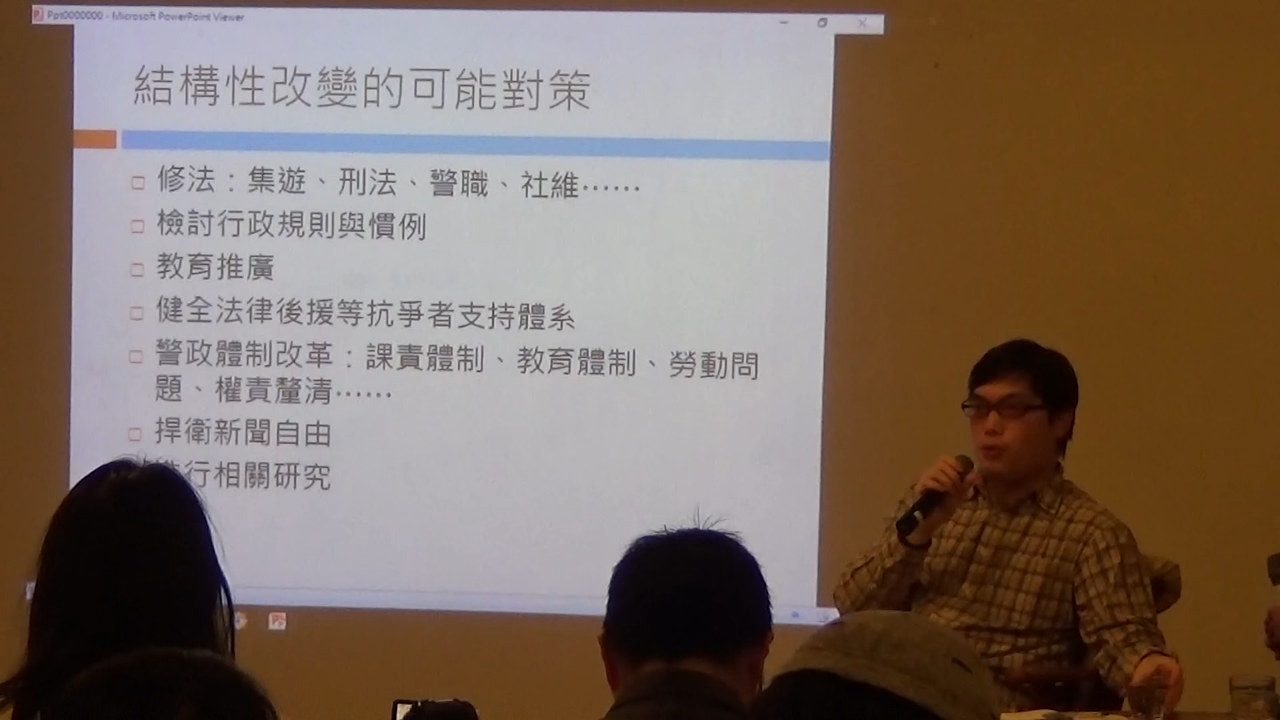 Ppt0000000 - Microsoft PowerPoint Viewer
結構性改變的可能對策
修法：集遊、刑法、警職、社維⋯⋯
檢討行政規則與慣例
教育推廣
健全法律後援等抗爭者支持體系
警政體制改革：課責體制、教育體制、勞動問
題、權責釐清⋯⋯
捍衛新聞自由
行相關研究